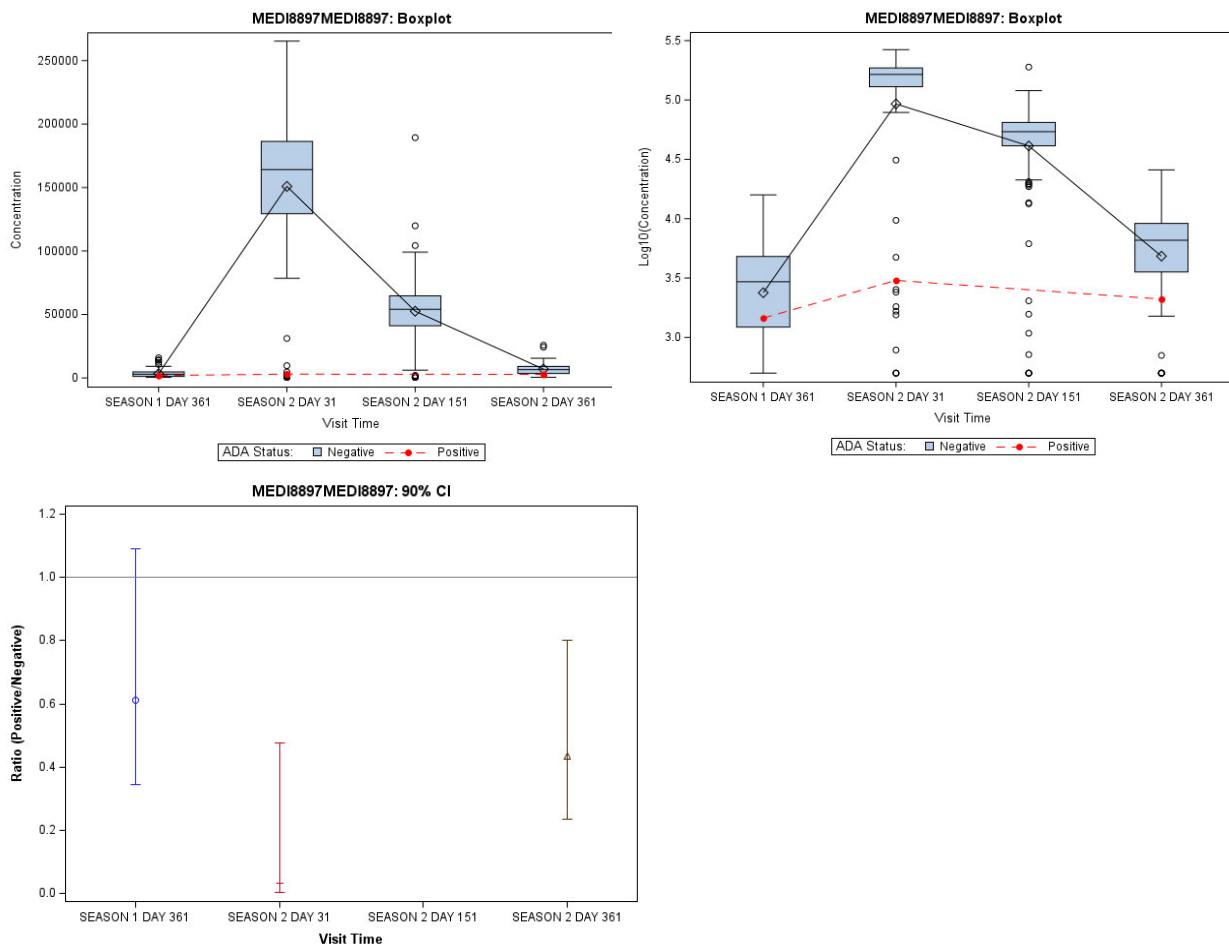 MEDI8897MEDI8897: Boxplot
250000
200000
150000
100000
50000
0
Concentration
SEASON 1 DAY 361 SEASON 2 DAY 31 SEASON 2 DAY 151 SEASON 2 DAY 361
Visit Time
ADA Status: Negative Positive
MEDI8897MEDI8897: Boxplot
5.5
5.0
4.5
4.0
3.5
3.0
Log10(Concentration)
SEASON 1 DAY 361 SEASON 2 DAY 31 SEASON 2 DAY 151 SEASON 2 DAY 361
Visit Time
ADA Status: Negative Positive
MEDI8897MEDI8897: 90% CI
1.2
1.0
0.8
0.6
0.4
0.2
0.0
Ratio (Positive/Negative)
SEASON 1 DAY 361 SEASON 2 DAY 31 SEASON 2 DAY 151 SEASON 2 DAY 361
Visit Time